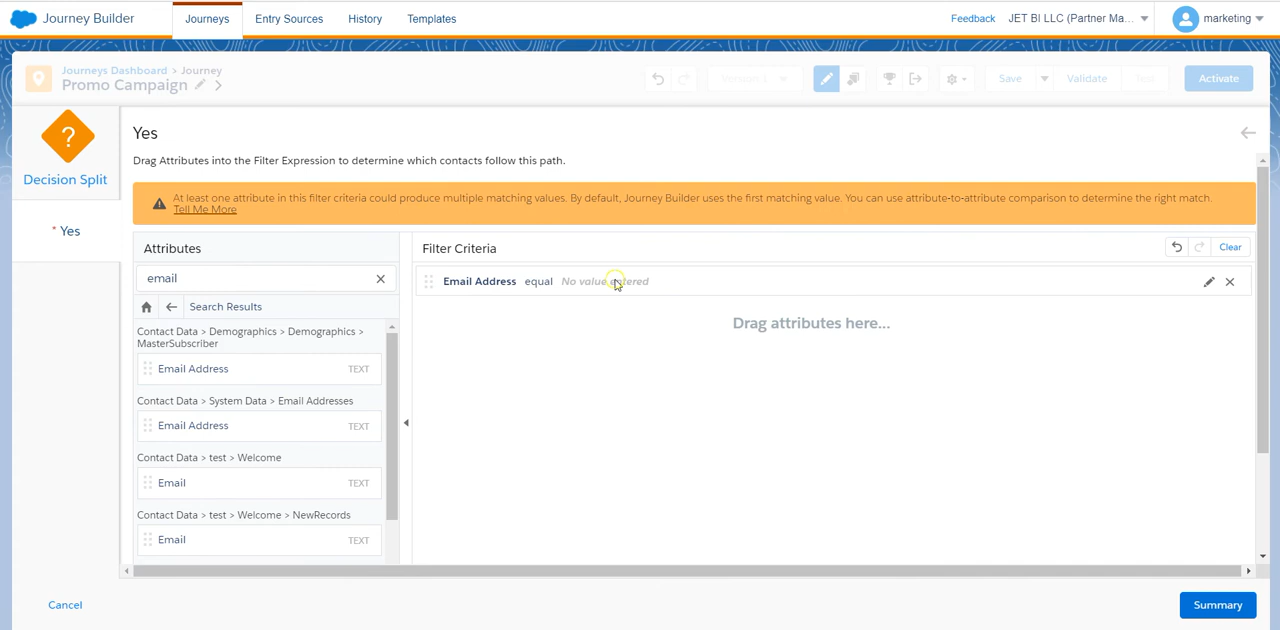 Journey Builder
Journeys
Entry Sources
History
Templates
Feedback
JET BI LLC (Partner Ma...
marketing
Journeys Dashboard > Journey
Promo Campaign
Version 1
Save
Validate
Test
Activate
?
Decision Split
* Yes
Yes
Drag Attributes into the Filter Expression to determine which contacts follow this path.
At least one attribute in this filter criteria could produce multiple matching values. By default, Journey Builder uses the first matching value. You can use attribute-to-attribute comparison to determine the right match.
Tell Me More
Attributes
email
Search Results
Contact Data > Demographics > Demographics >
MasterSubscriber
Email Address TEXT
Contact Data > System Data > Email Addresses
Email Address TEXT
Contact Data > test > Welcome
Email TEXT
Contact Data > test > Welcome > NewRecords
Email TEXT
Filter Criteria
Clear
Email Address equal No value entered
Drag attributes here...
Cancel
Summary